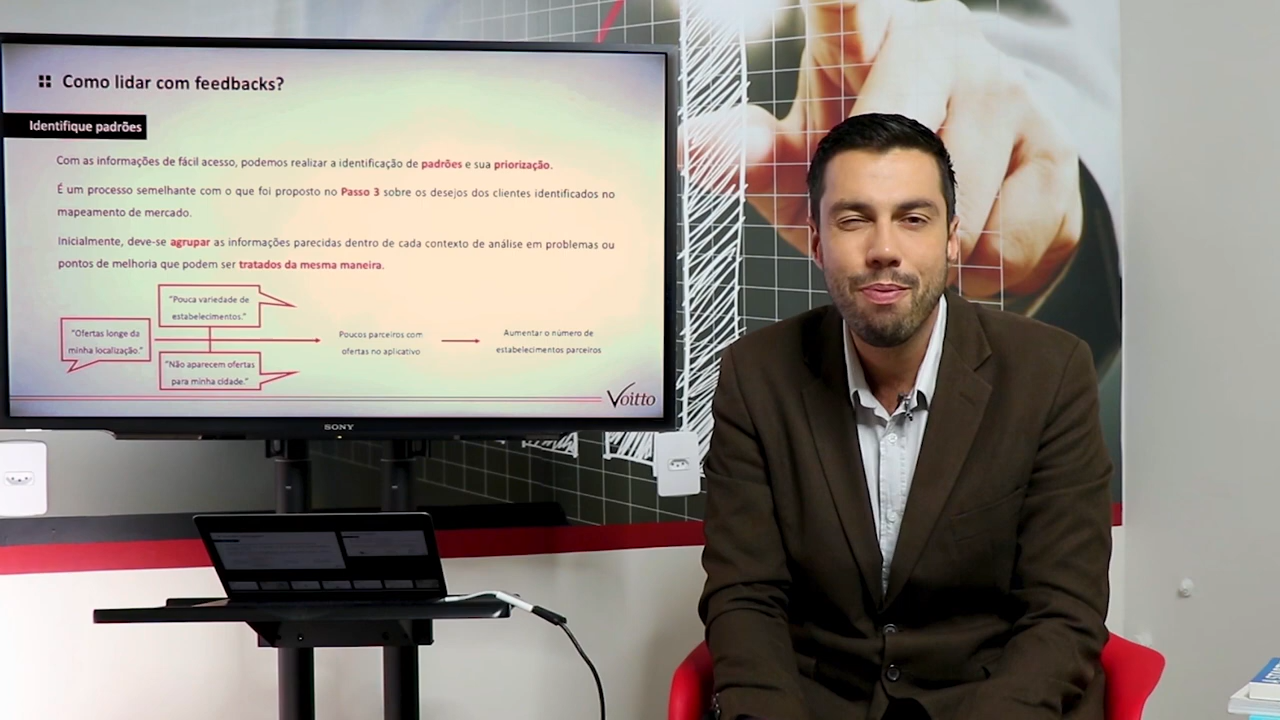 Como lidar com feedbacks?
Identifique padrões
Com as informações de fácil acesso, podemos realizar a identificação de padrões e sua priorização.
É um processo semelhante com o que foi proposto no Passo 3 sobre os desejos dos clientes identificados no
mapeamento de mercado.
Inicialmente, deve-se agrupar as informações parecidas dentro de cada contexto de análise em problemas ou
pontos de melhoria que podem ser tratados da mesma maneira.
"Pouca variedade de
estabelecimentos."
"Ofertas longe da
minha localização."
"Não aparecem ofertas
para minha cidade."
Poucos parceiros com
ofertas no aplicativo
Aumentar o número de
estabelecimentos parceiros
Voitto
SONY